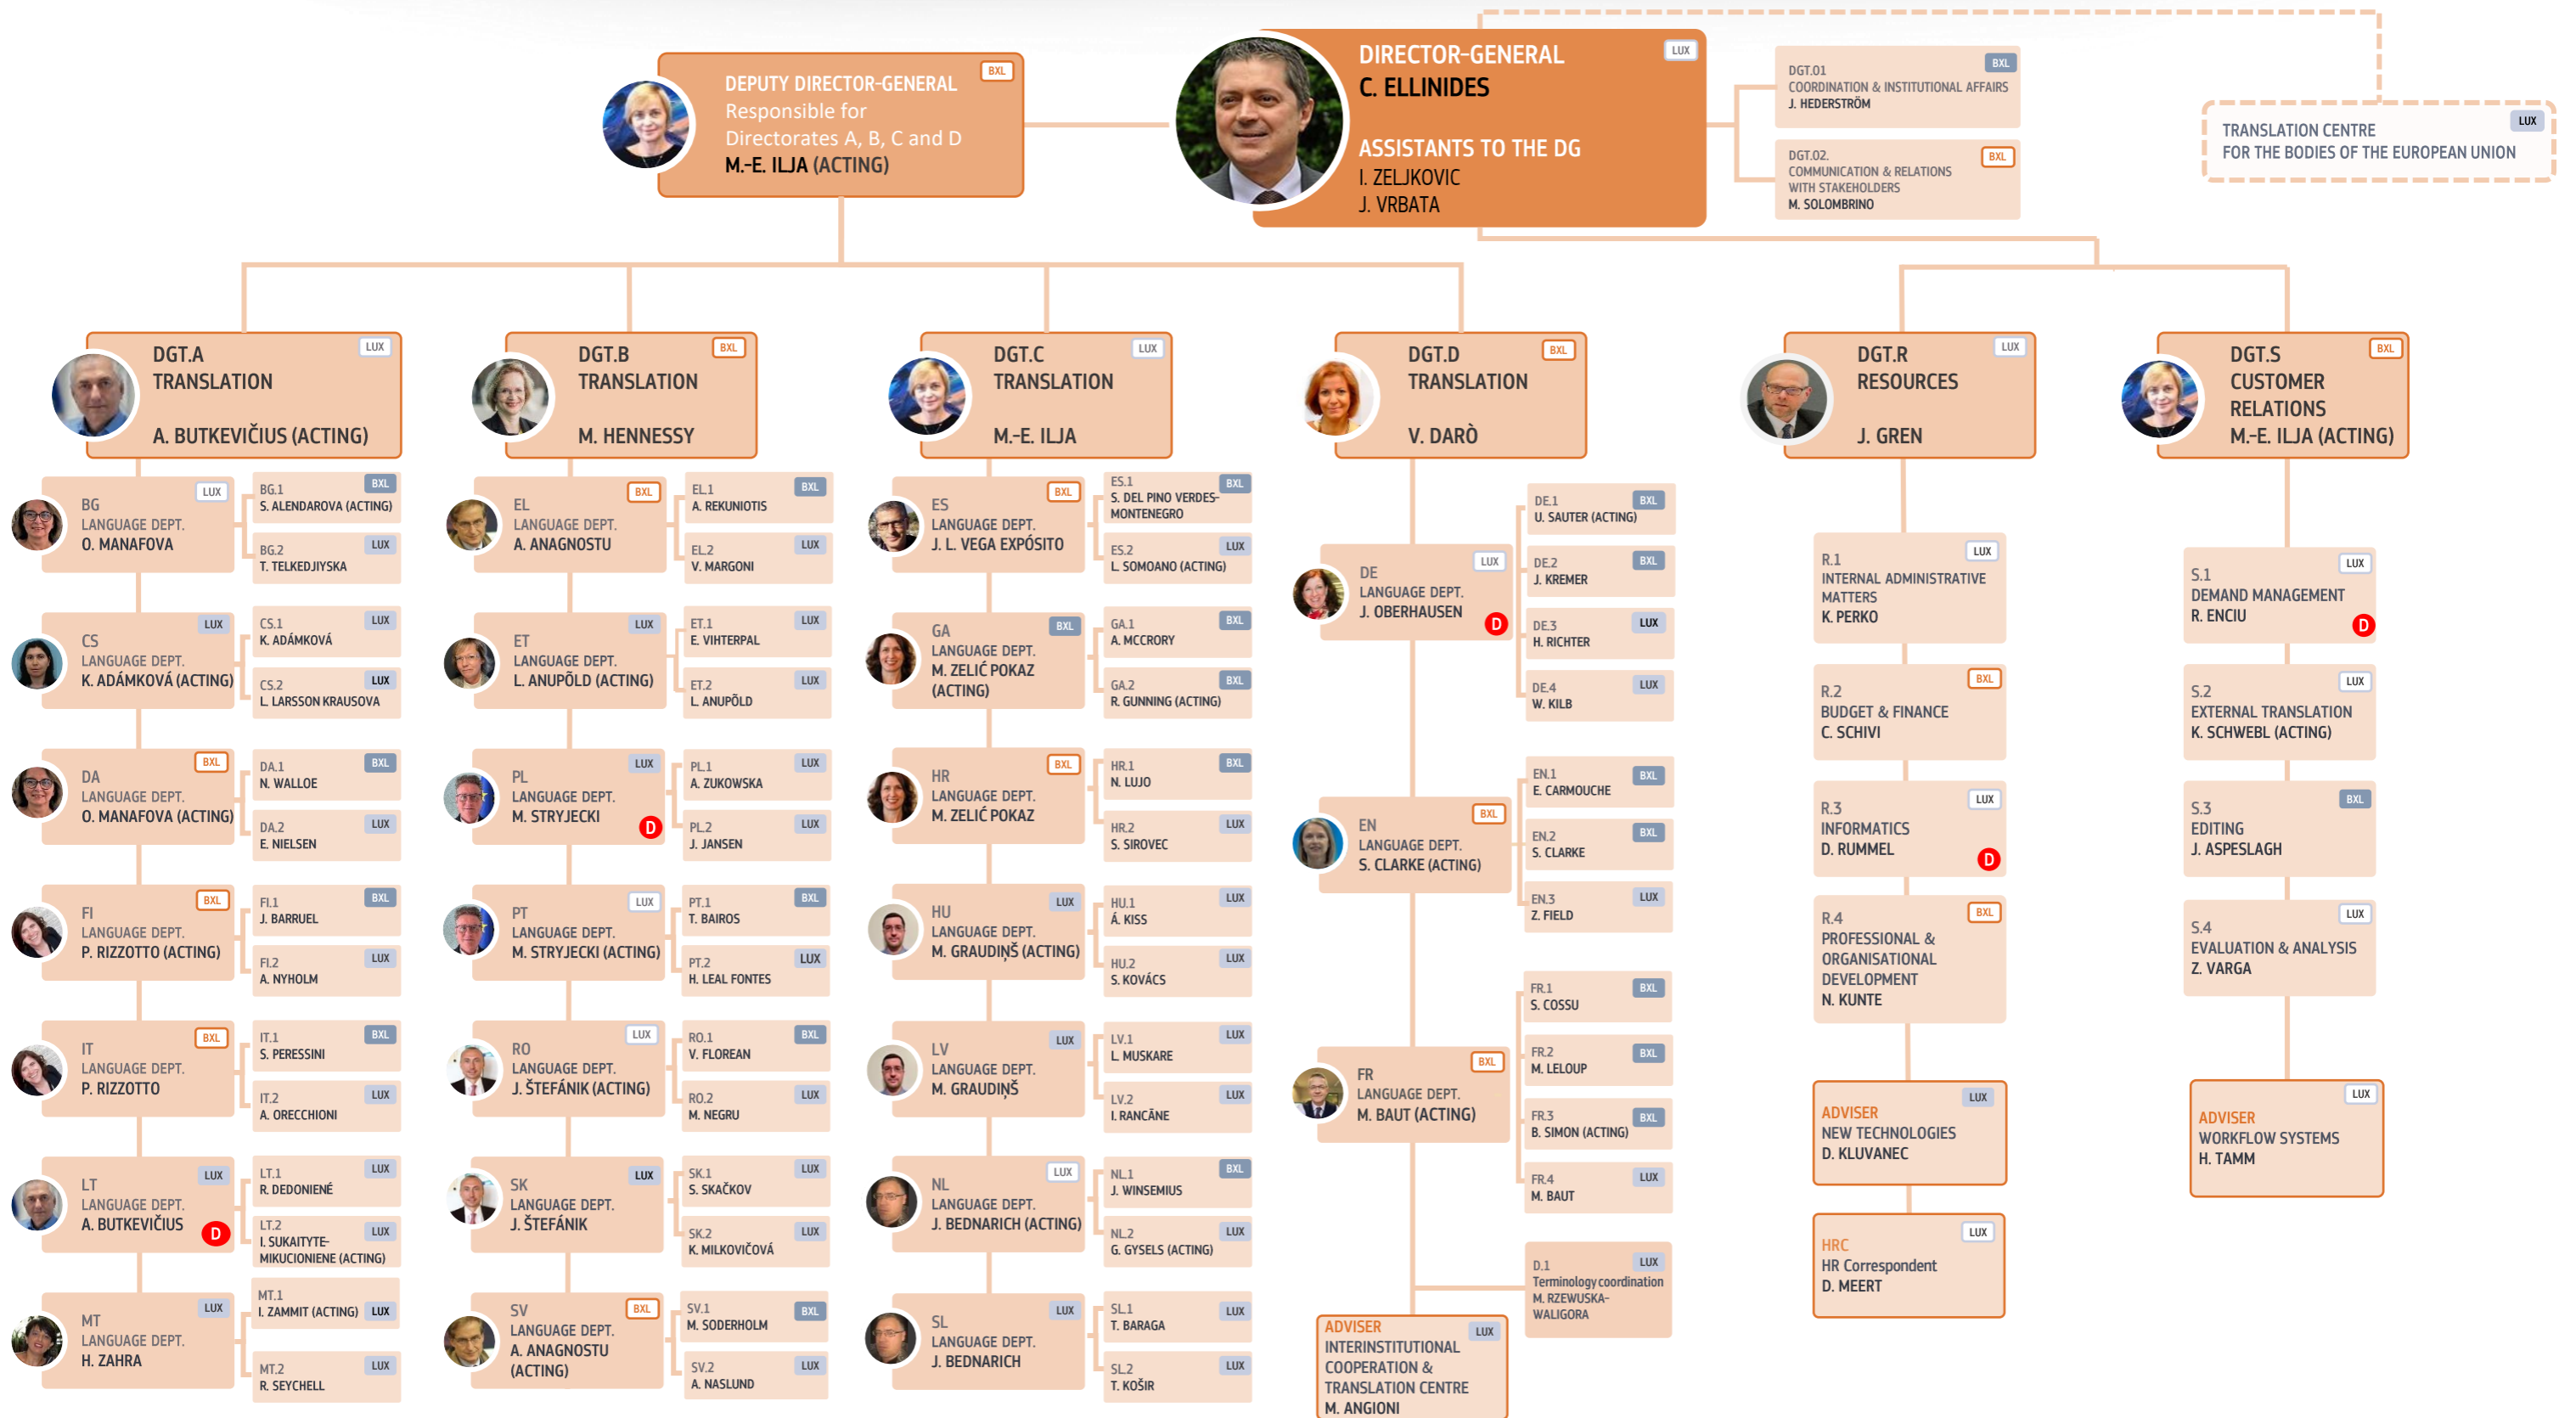 DEPUTY DIRECTOR-GENERAL
BXL
Responsible for
Directorates A, B, C and D
M.-E. ILJA (ACTING)
DIRECTOR-GENERAL
LUX
C. ELLINIDES
ASSISTANTS TO THE DG
I. ZELJKOVIC
J. VRBATA
DGT.01
BXL
COORDINATION & INSTITUTIONAL AFFAIRS
J. HEDERSTRÖM
DGT.02.
BXL
COMMUNICATION & RELATIONS
WITH STAKEHOLDERS
M. SOLOMBRINO
LUX
TRANSLATION CENTRE
FOR THE BODIES OF THE EUROPEAN UNION
DGT.A
LUX
TRANSLATION
A. BUTKEVIČIUS (ACTING)
BG
LUX
LANGUAGE DEPT.
O. MANAFOVA
BG.1
BXL
S. ALENDAROVA (ACTING)
BG.2
LUX
T. TELKEDJIYSKA
CS
LUX
LANGUAGE DEPT.
K. ADÁMKOVÁ (ACTING)
CS.1
LUX
K. ADÁMKOVÁ
CS.2
LUX
L. LARSSON KRAUSOVA
DA
BXL
LANGUAGE DEPT.
O. MANAFOVA (ACTING)
DA.1
BXL
N. WALLOE
DA.2
LUX
E. NIELSEN
FI
BXL
LANGUAGE DEPT.
P. RIZZOTTO (ACTING)
FI.1
BXL
J. BARRUEL
FI.2
LUX
A. NYHOLM
IT
BXL
LANGUAGE DEPT.
P. RIZZOTTO
IT.1
BXL
S. PERESSINI
IT.2
LUX
A. ORECCHIONI
LT
LUX
LANGUAGE DEPT.
A. BUTKEVIČIUS
D
LT.1
LUX
R. DEDONIENÉ
LT.2
LUX
I. SUKAITYTE-
MIKUCIONIENE (ACTING)
MT
LUX
LANGUAGE DEPT.
H. ZAHRA
MT.1
I. ZAMMIT (ACTING)
LUX
MT.2
LUX
R. SEYCHELL
DGT.B
BXL
TRANSLATION
M. HENNESSY
EL
BXL
LANGUAGE DEPT.
A. ANAGNOSTU
EL.1
BXL
A. REKUNIOTIS
EL.2
LUX
V. MARGONI
ET
LUX
LANGUAGE DEPT.
L. ANUPÕLD (ACTING)
ET.1
LUX
E. VIHTERPAL
ET.2
LUX
L. ANUPÕLD
PL
LUX
LANGUAGE DEPT.
M. STRYJECKI
D
PL.1
LUX
A. ZUKOWSKA
PL.2
LUX
J. JANSEN
PT
LUX
LANGUAGE DEPT.
M. STRYJECKI (ACTING)
PT.1
BXL
T. BAIROS
PT.2
LUX
H. LEAL FONTES
RO
LUX
LANGUAGE DEPT.
J. ŠTEFÁNIK (ACTING)
RO.1
BXL
V. FLOREAN
RO.2
LUX
M. NEGRU
SK
LUX
LANGUAGE DEPT.
J. ŠTEFÁNIK
SK.1
LUX
S. SKAČKOV
SK.2
LUX
K. MILKOVIČOVÁ
SV
BXL
LANGUAGE DEPT.
A. ANAGNOSTU
(ACTING)
SV.1
BXL
M. SODERHOLM
SV.2
LUX
A. NASLUND
DGT.C
LUX
TRANSLATION
M.-E. ILJA
ES
BXL
LANGUAGE DEPT.
J. L. VEGA EXPÓSITO
ES.1
BXL
S. DEL PINO VERDES-
MONTENEGRO
ES.2
LUX
L. SOMOANO (ACTING)
GA
BXL
LANGUAGE DEPT.
M. ZELIĆ POKAZ
(ACTING)
GA.1
BXL
A. MCCRORY
GA.2
BXL
R. GUNNING (ACTING)
HR
BXL
LANGUAGE DEPT.
M. ZELIĆ POKAZ
HR.1
BXL
N. LUJO
HR.2
LUX
S. SIROVEC
HU
LUX
LANGUAGE DEPT.
M. GRAUDIŅŠ (ACTING)
HU.1
LUX
Á. KISS
HU.2
LUX
S. KOVÁCS
LV
LUX
LANGUAGE DEPT.
M. GRAUDIŅŠ
LV.1
LUX
L. MUSKARE
LV.2
LUX
I. RANCĀNE
NL
LUX
LANGUAGE DEPT.
J. BEDNARICH (ACTING)
NL.1
BXL
J. WINSEMIUS
NL.2
LUX
G. GYSELS (ACTING)
SL
LUX
LANGUAGE DEPT.
J. BEDNARICH
SL.1
LUX
T. BARAGA
SL.2
LUX
T. KOŠIR
DGT.D
BXL
TRANSLATION
V. DARÒ
DE
LUX
LANGUAGE DEPT.
J. OBERHAUSEN
D
DE.1
BXL
U. SAUTER (ACTING)
DE.2
BXL
J. KREMER
DE.3
LUX
H. RICHTER
DE.4
LUX
W. KILB
EN
BXL
LANGUAGE DEPT.
S. CLARKE (ACTING)
EN.1
BXL
E. CARMOUCHE
EN.2
BXL
S. CLARKE
EN.3
LUX
Z. FIELD
FR
BXL
LANGUAGE DEPT.
M. BAUT (ACTING)
FR.1
BXL
S. COSSU
FR.2
BXL
M. LELOUP
FR.3
BXL
B. SIMON (ACTING)
FR.4
LUX
M. BAUT
D.1
LUX
Terminology coordination
M. RZEWUSKA-
WALIGORA
ADVISER
LUX
INTERINSTITUTIONAL
COOPERATION &
TRANSLATION CENTRE
M. ANGIONI
DGT.R
LUX
RESOURCES
J. GREN
R.1
LUX
INTERNAL ADMINISTRATIVE
MATTERS
K. PERKO
R.2
BXL
BUDGET & FINANCE
C. SCHIVI
R.3
LUX
INFORMATICS
D. RUMMEL
D
R.4
BXL
PROFESSIONAL &
ORGANISATIONAL
DEVELOPMENT
N. KUNTE
ADVISER
LUX
NEW TECHNOLOGIES
D. KLUVANEC
HRC
LUX
HR Correspondent
D. MEERT
DGT.S
BXL
CUSTOMER
RELATIONS
M.-E. ILJA (ACTING)
S.1
LUX
DEMAND MANAGEMENT
R. ENCIU
D
S.2
LUX
EXTERNAL TRANSLATION
K. SCHWEBL (ACTING)
S.3
BXL
EDITING
J. ASPESLAGH
S.4
LUX
EVALUATION & ANALYSIS
Z. VARGA
ADVISER
LUX
WORKFLOW SYSTEMS
H. TAMM